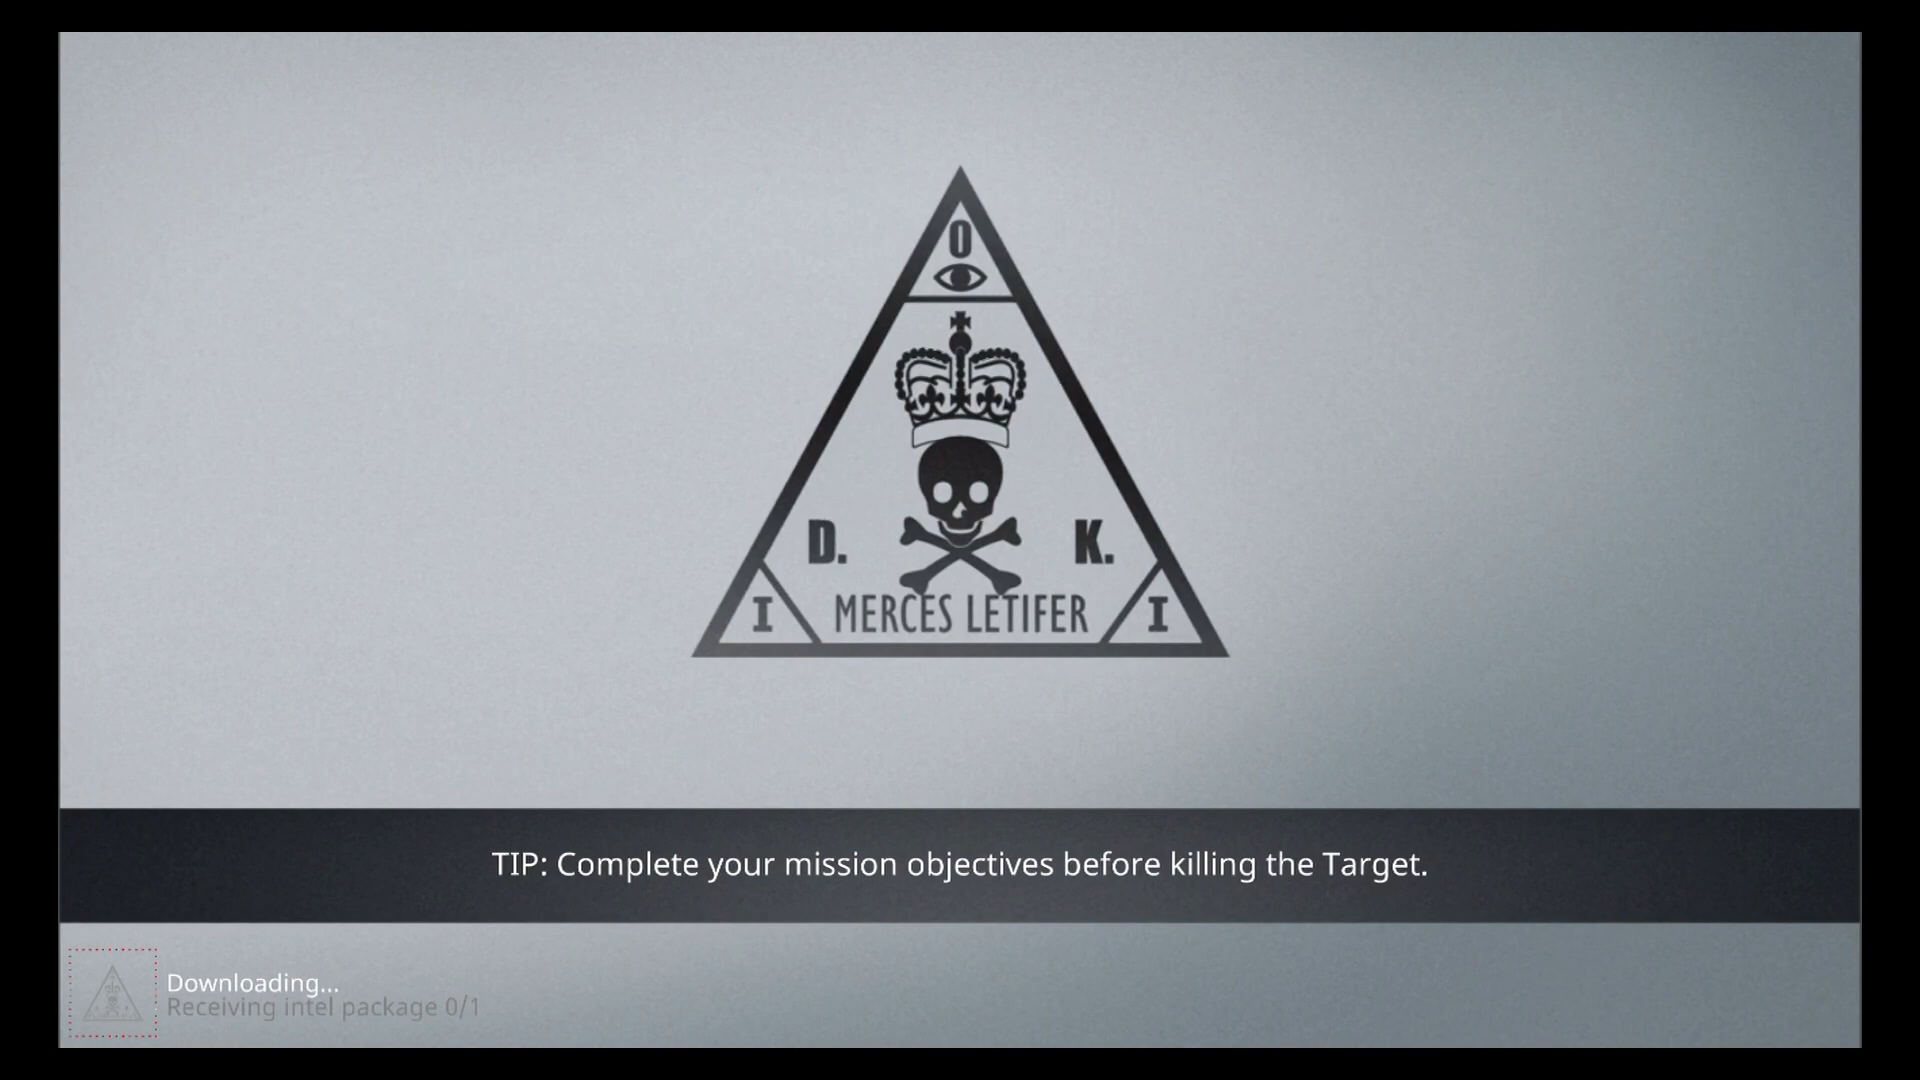 O
D. K.
I MERCES LETIFER I
TIP: Complete your mission objectives before killing the Target.
Downloading...
Receiving intel package 0/1